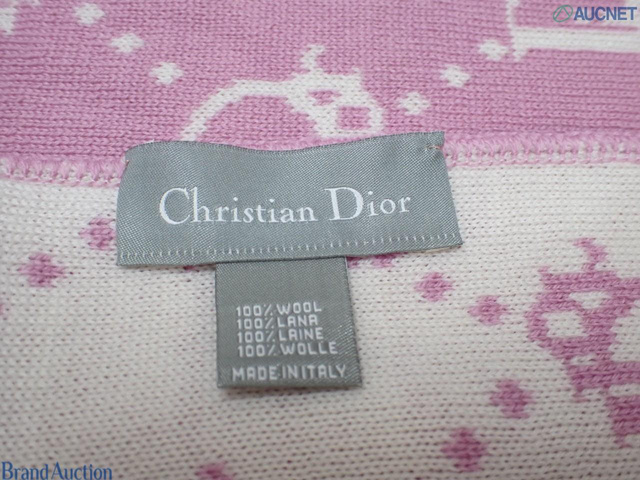 AUCNET
Christian Dior
100% WOOL
100% LANA
100% LAINE
100% WOLLE
MADE IN ITALY
Brand Auction